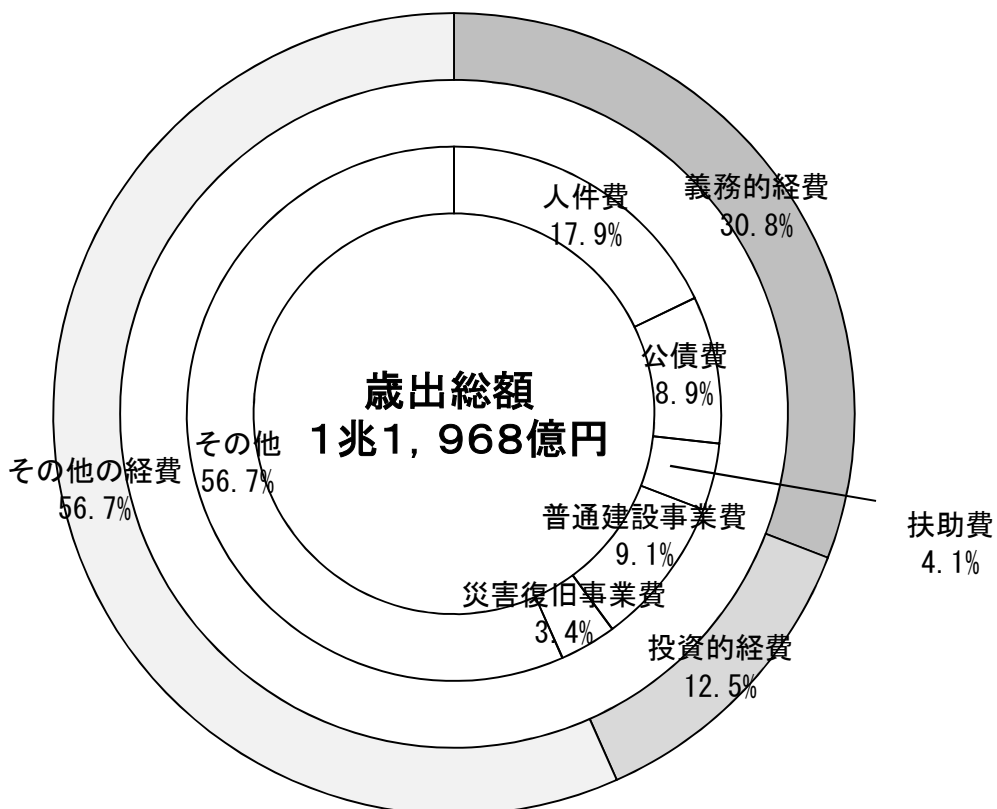 人件費
17.9%
義務的経費
30.8%
公債費
8.9%
歳出総額
1兆1,968億円
その他
56.7%
その他の経費
56.7%
普通建設事業費
9.1%
扶助費
4.1%
災害復旧事業費
3.4%
投資的経費
12.5%